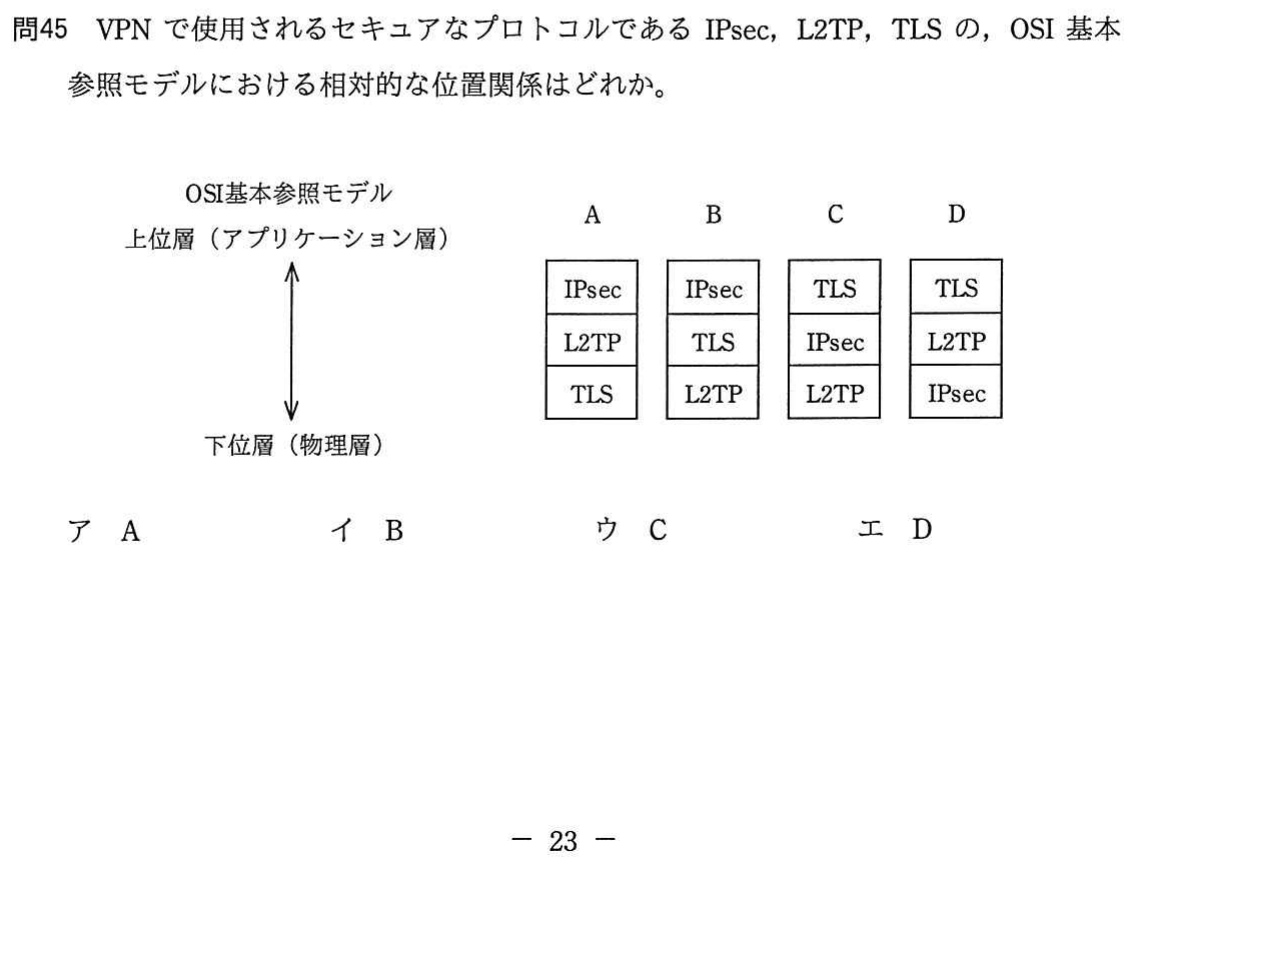 問45 VPN で使用されるセキュアなプロトコルである IPsec，L2TP，TLS の，OSI 基本
参照モデルにおける相対的な位置関係はどれか。
OSI基本参照モデル
上位層（アプリケーション層）
下位層（物理層）
A B C D
IPsec IPsec TLS TLS
L2TP TLS IPsec L2TP
TLS L2TP L2TP IPsec
ア A イ B ウ C エ D
－ 23 －